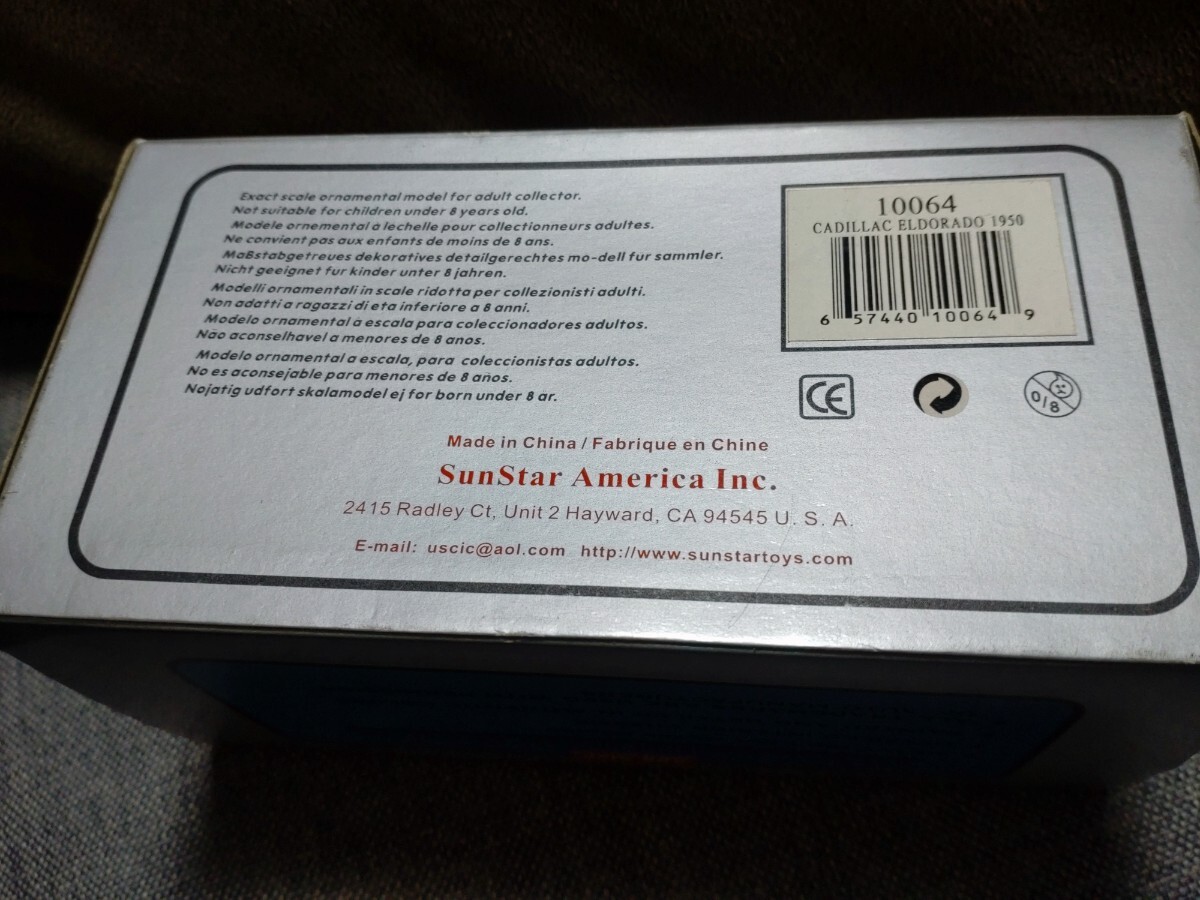 Exact scale ornamental model for adult collector.
Not suitable for children under 8 years old.
Modele ornemental a lechelle pour collectionneurs adultes.
Ne convient pas aux enfants de moins de 8 ans.
Maßstabgetreues dekoratives detailgerechtes mo-dell fur sammler.
Nicht geeignet fur kinder unter 8 jahren.
Modelli ornamentali in scale ridotta per collezionisti adulti.
Non adatti a ragazzi di eta inferiore a 8 anni.
Modelo ornamental à escala para coleccionadores adultos.
Não aconselhavel a menores de 8 anos.
Modelo ornamental a escala, para coleccionistas adultos.
No es aconsejable para menores de 8 años.
Nojatig udfort skalamodel ej for born under 8 ar.
10064
CADILLAC ELDORADO 1950
6 57440 10064 9
CE
0/8
Made in China / Fabrique en Chine
SunStar America Inc.
2415 Radley Ct, Unit 2 Hayward, CA 94545 U. S. A.
E-mail: uscic@aol.com http://www.sunstartoys.com